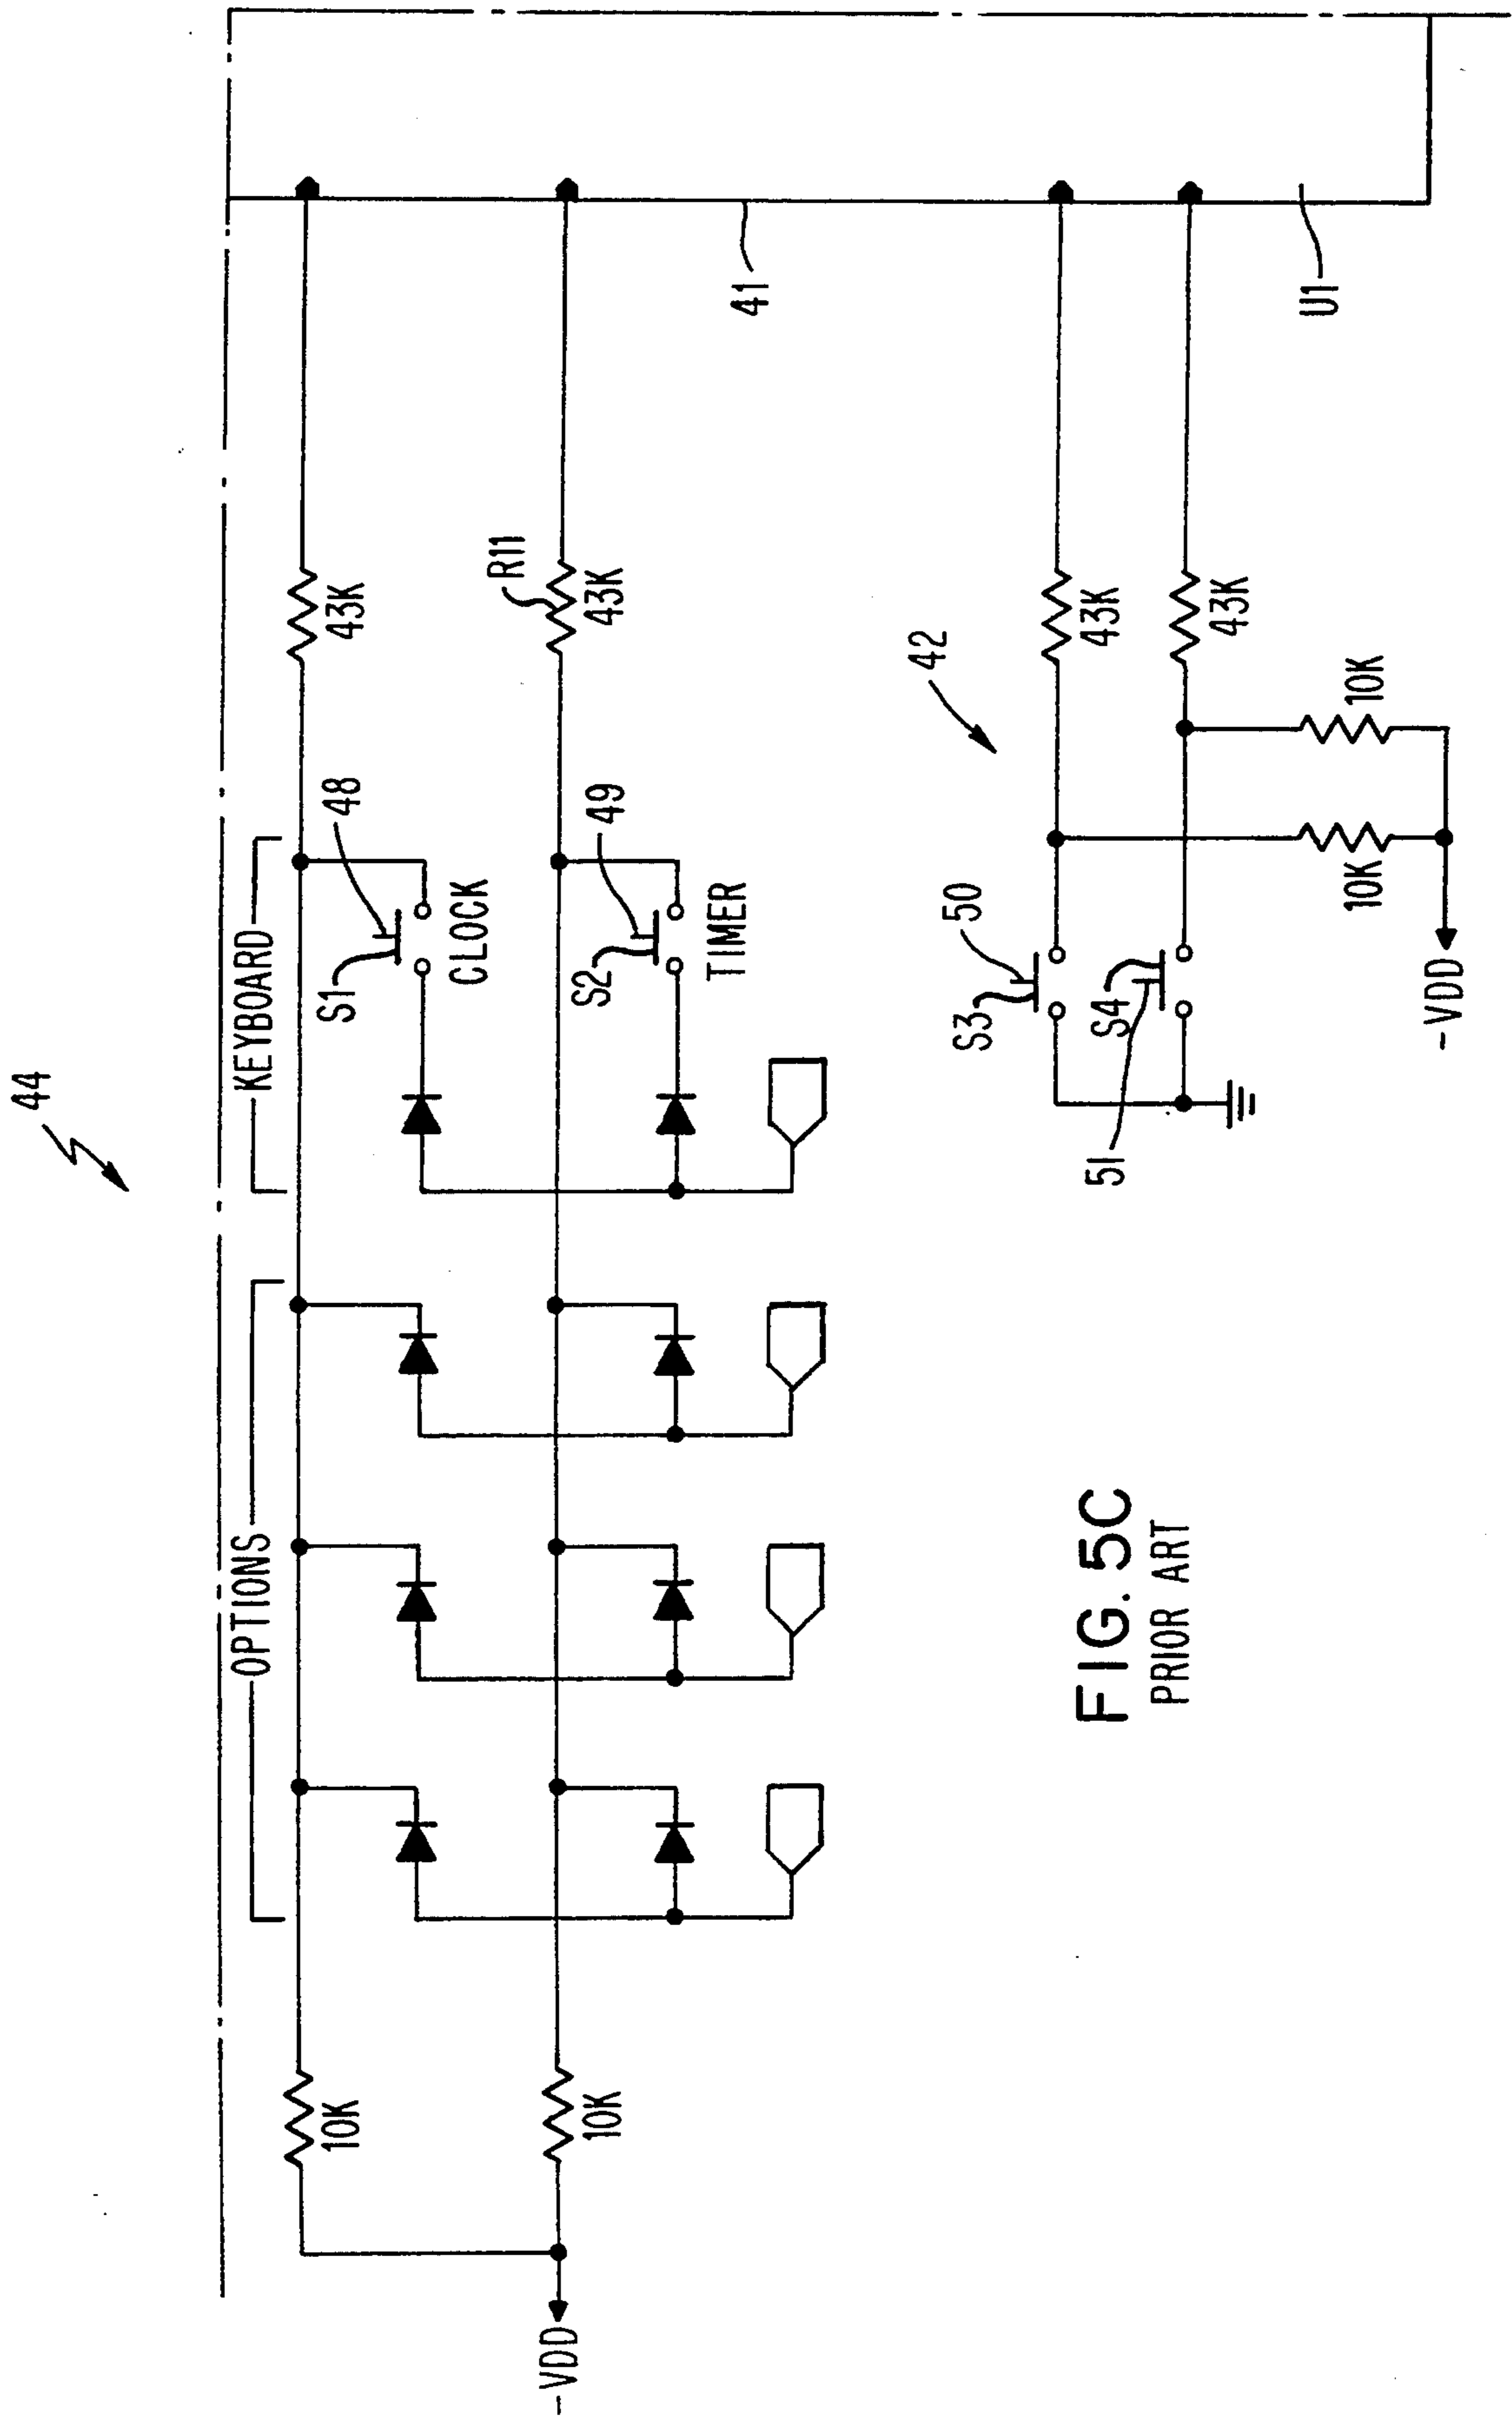 44
OPTIONS
KEYBOARD
S1
48
CLOCK
43K
10K
S2
49
TIMER
R11
43K
10K
-VDD
41
42
S3
50
43K
S4
51
43K
10K
10K
-VDD
U1
FIG. 5C
PRIOR ART